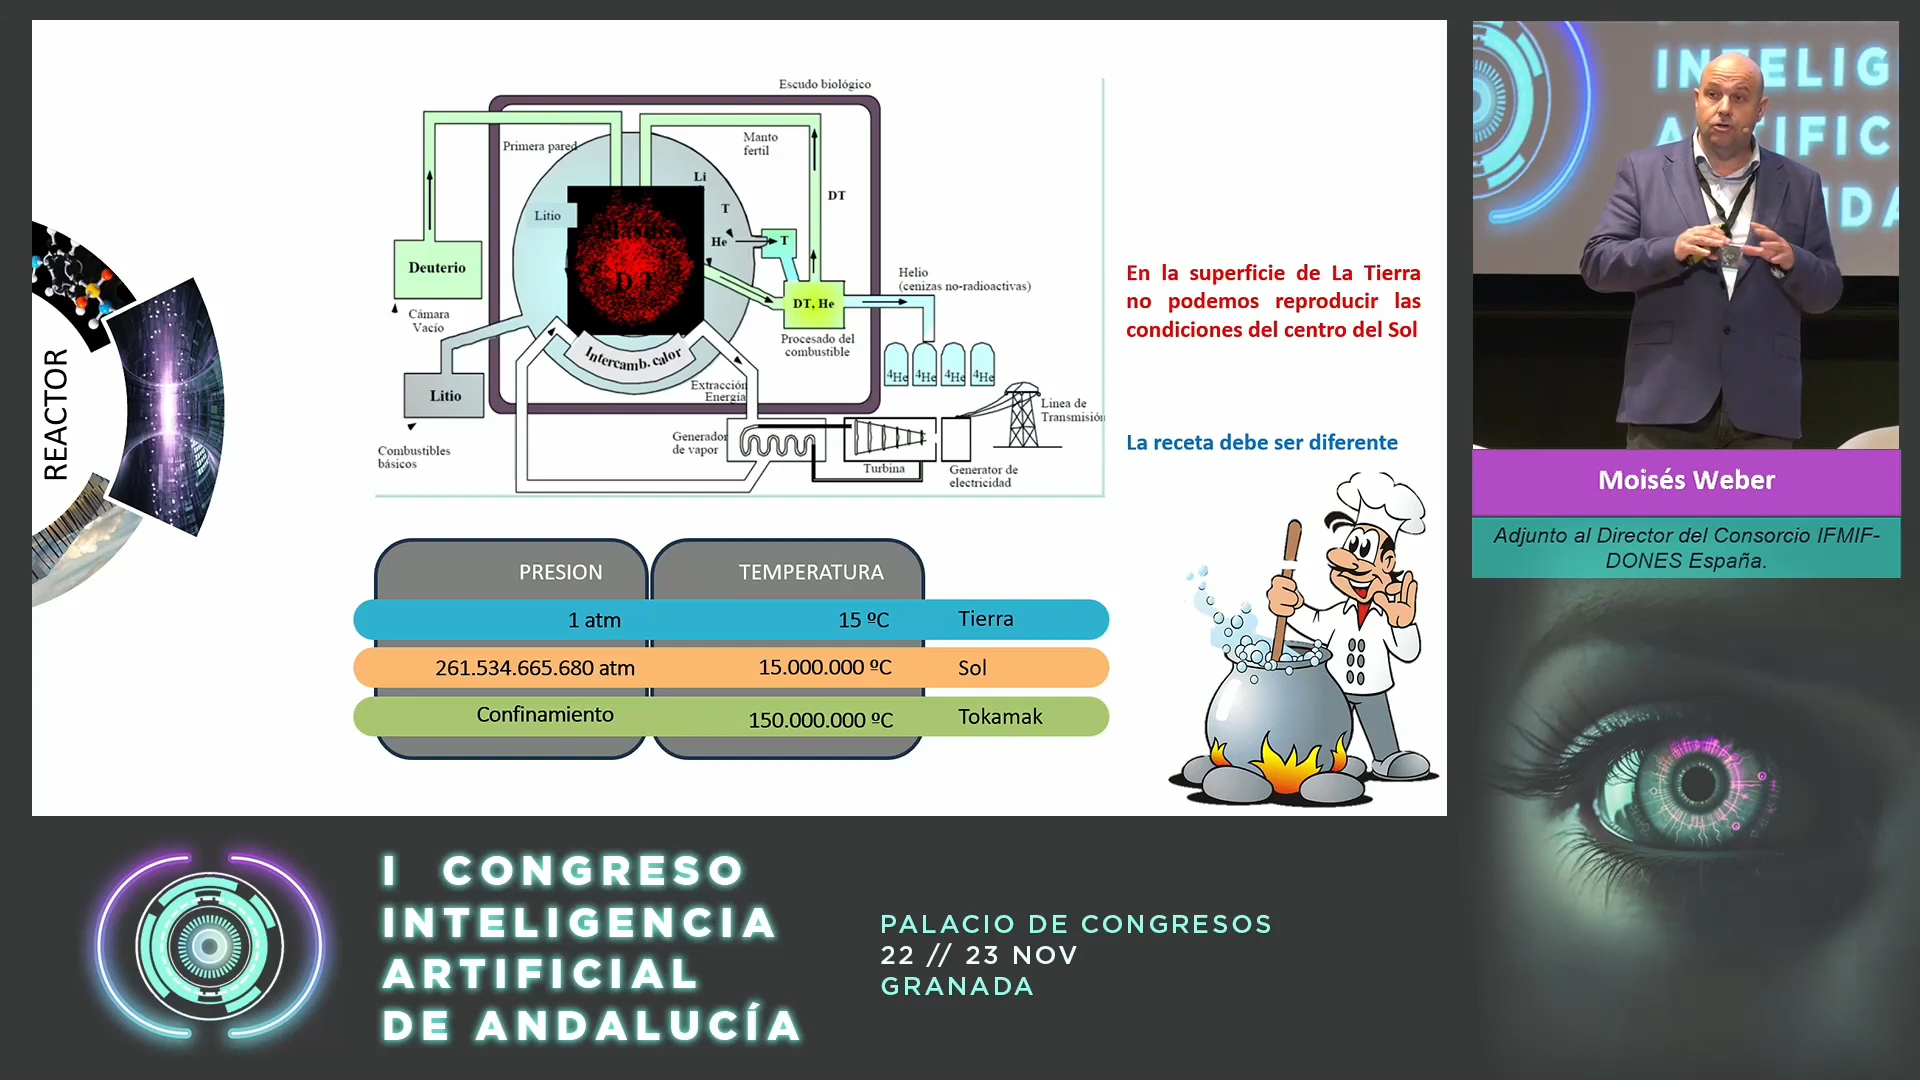 REACTOR
Escudo biológico
Primera pared
Manto
fertil
Li
DT
Litio
T
He
T
D T
Deuterio
DT, He
Helio
(cenizas no-radioactivas)
Cámara
Vacío
Procesado del
combustible
Intercamb. calor
Litio
Extracción
Energía
4He
4He
4He
4He
Combustibles
básicos
Generador
de vapor
Turbina
Generator de
electricidad
Linea de
Transmisión
En la superficie de La Tierra
no podemos reproducir las
condiciones del centro del Sol
La receta debe ser diferente
PRESION TEMPERATURA
1 atm 15 ºC Tierra
261.534.665.680 atm 15.000.000 ºC Sol
Confinamiento 150.000.000 ºC Tokamak
INTELIG
Moisés Weber
Adjunto al Director del Consorcio IFMIF-
DONES España.
I CONGRESO
INTELIGENCIA
ARTIFICIAL
DE ANDALUCÍA
PALACIO DE CONGRESOS
22 // 23 NOV
GRANADA